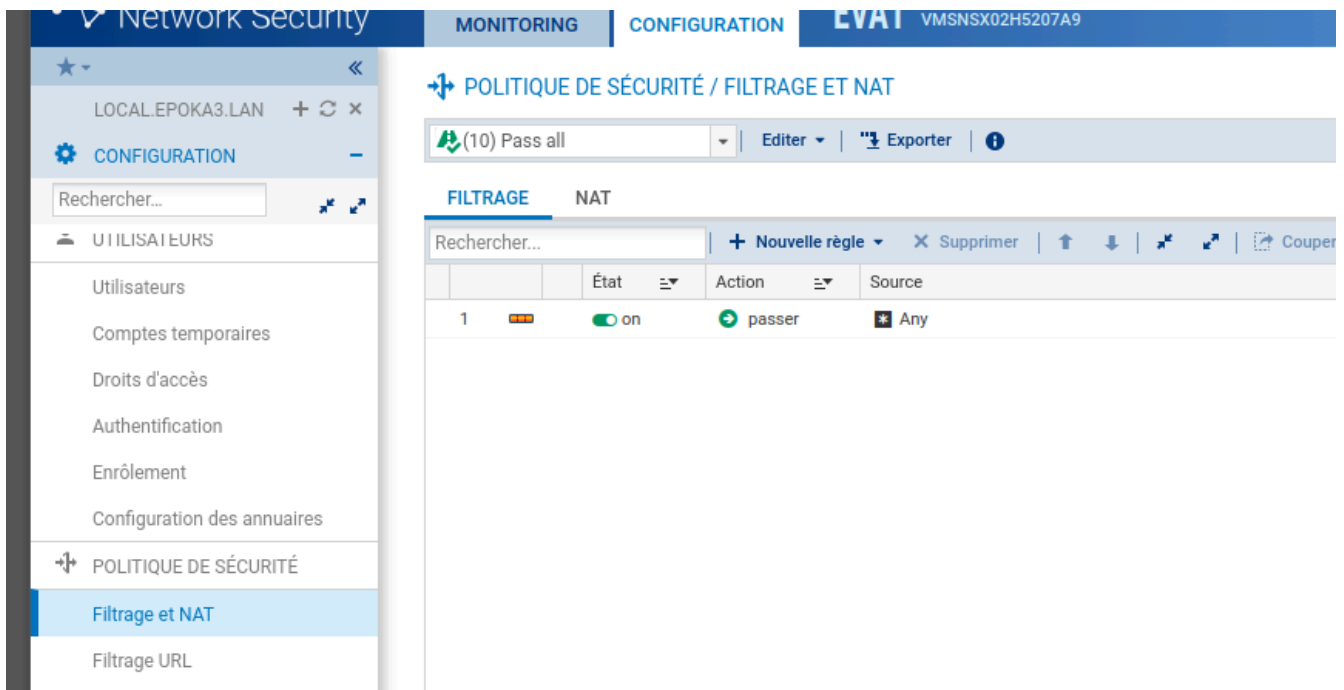 Network Security
MONITORING
CONFIGURATION
EVA1 VMSNSX02H5207A9
LOCAL.EPOKA3.LAN
CONFIGURATION
Rechercher...
UTILISATEURS
Utilisateurs
Comptes temporaires
Droits d'accès
Authentification
Enrôlement
Configuration des annuaires
POLITIQUE DE SÉCURITÉ
Filtrage et NAT
Filtrage URL
POLITIQUE DE SÉCURITÉ / FILTRAGE ET NAT
(10) Pass all
Editer
Exporter
FILTRAGE
NAT
Rechercher...
Nouvelle règle
Supprimer
Couper
État
Action
Source
1 on passer Any